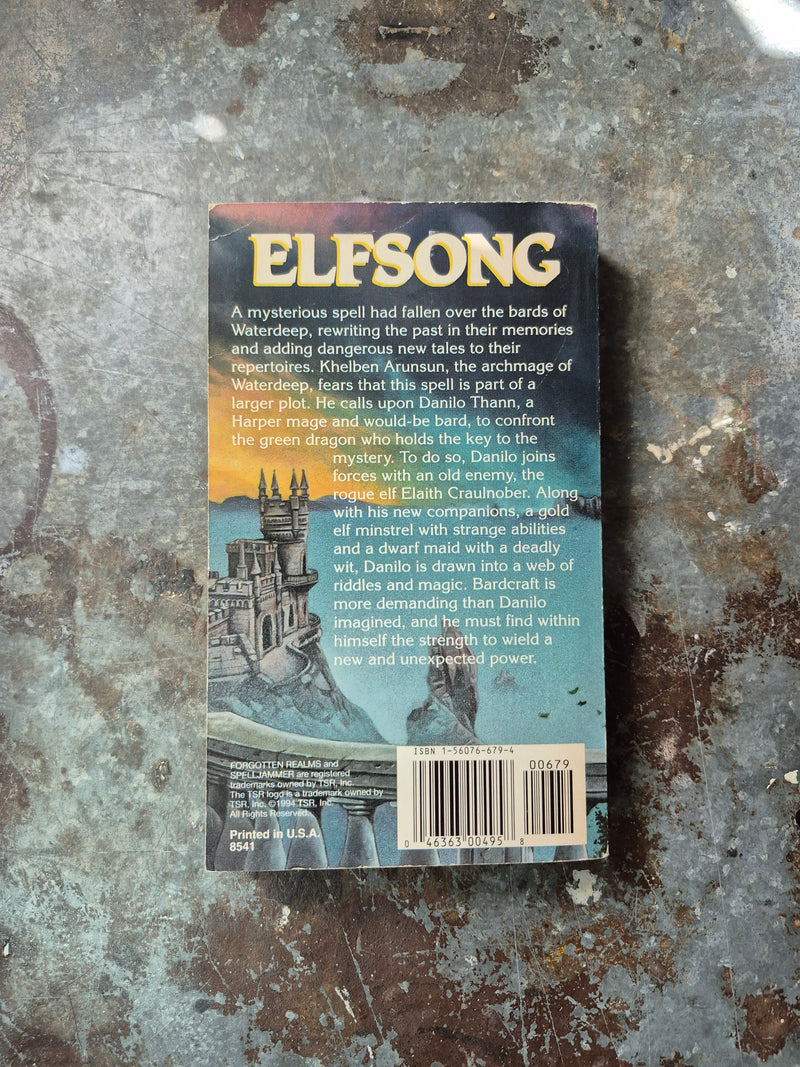 ELFSONG
A mysterious spell had fallen over the bards of
Waterdeep, rewriting the past in their memories
and adding dangerous new tales to their
repertoires. Khelben Arunsun, the archmage of
Waterdeep, fears that this spell is part of a
larger plot. He calls upon Danilo Thann, a
Harper mage and would-be bard, to confront
the green dragon who holds the key to the
mystery. To do so, Danilo joins
forces with an old enemy, the
rogue elf Elaith Craulnober. Along
with his new companions, a gold
elf minstrel with strange abilities
and a dwarf maid with a deadly
wit, Danilo is drawn into a web of
riddles and magic. Bardcraft is
more demanding than Danilo
imagined, and he must find within
himself the strength to wield a
new and unexpected power.
FORGOTTEN REALMS and
SPELLJAMMER are registered
trademarks owned by TSR, Inc.
The TSR logo is a trademark owned by
TSR, Inc. ©1994 TSR, Inc.
All Rights Reserved.
Printed in U.S.A.
8541
ISBN 1-56076-679-4
00679
0 46363 00495 8